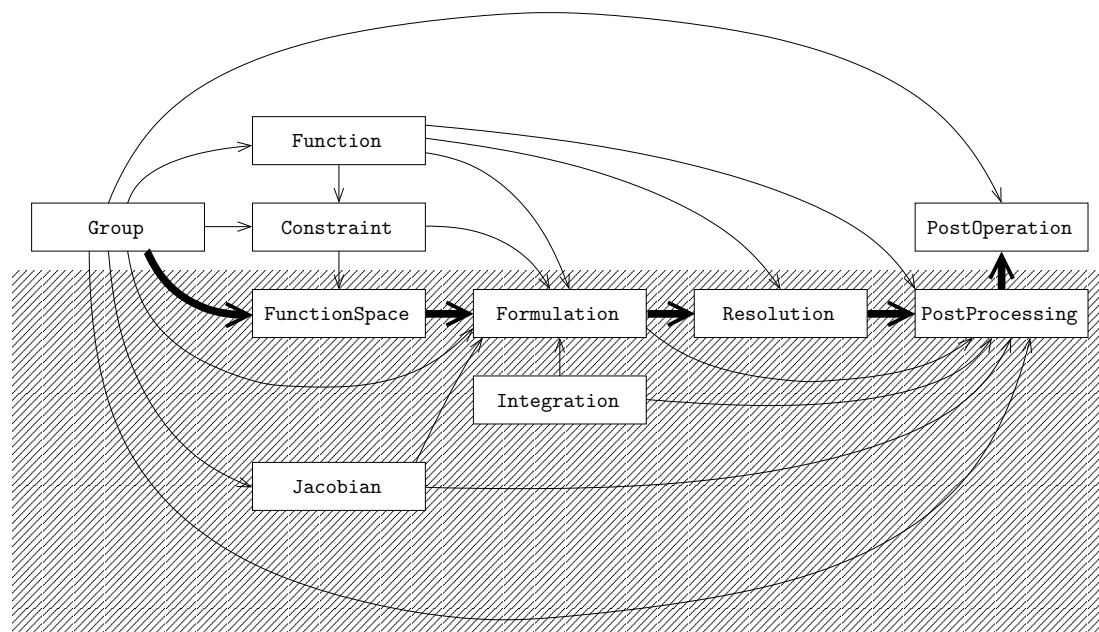 Function
Group
Constraint
PostOperation
FunctionSpace
Formulation
Resolution
PostProcessing
Integration
Jacobian